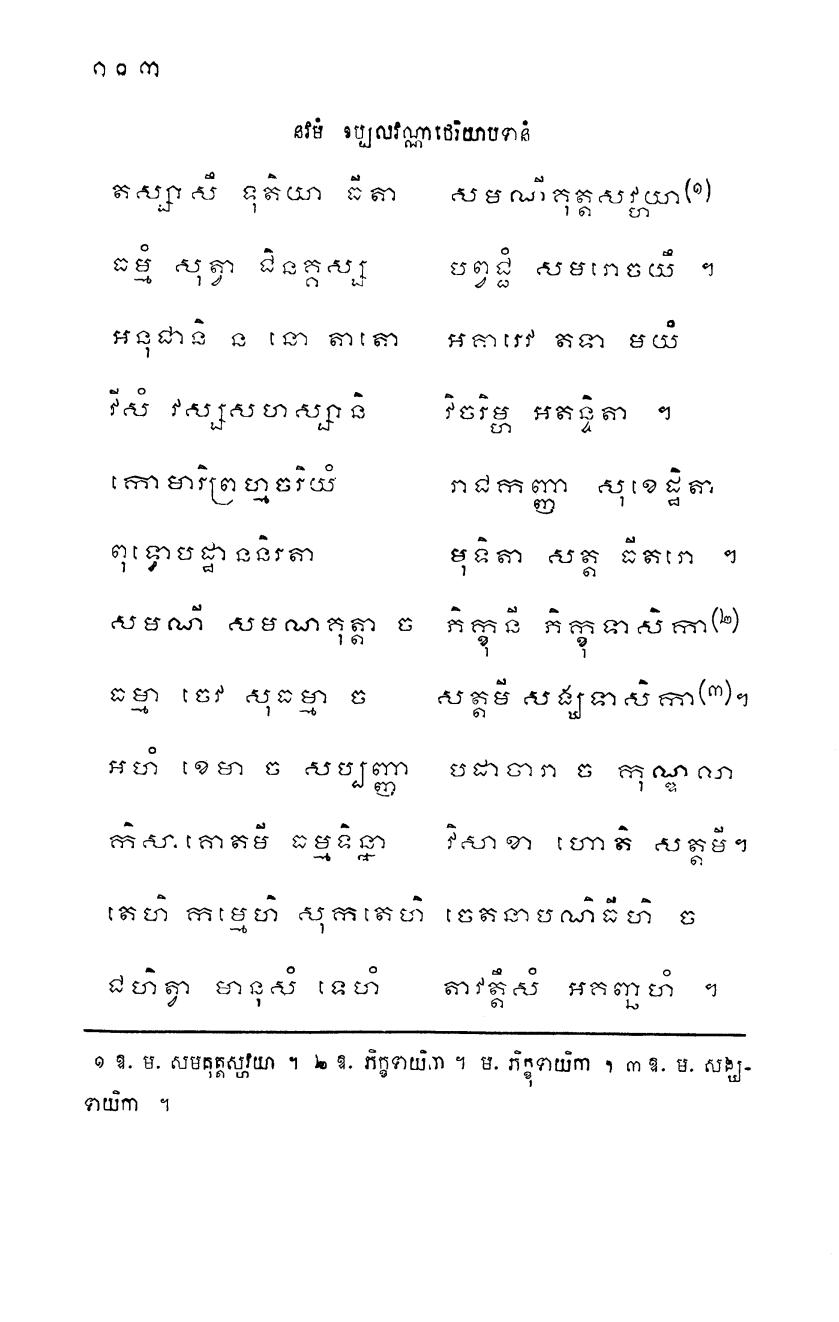 ១០៣
នវមំ ឧប្បលវណ្ណាថេរិយាបទានំ
តស្សាសឹ ទុតិយា ធីតា សមណីគុត្តសវ្ហយា(១)
ធម្មំ សុត្វា ជិនគ្គស្ស បព្វជ្ជំ សមរោចយឹ ។
អនុជានិ ន នោ តាតោ អគារេវ តទា មយំ
វីសំ វស្សសហស្សានិ វិចរិម្ហ អតន្ទិតា ។
កោមារិព្រហ្មចរិយំ រាជកញ្ញា សុខេដ្ឋិតា
ពុទ្ធោបដ្ឋាននិរតា មុទិតា សត្ត ធីតរោ ។
សមណី សមណគុត្តា ច ភិក្ខុនី ភិក្ខុទាសិកា(២)
ធម្មា ចេវ សុធម្មា ច សត្តមី សង្ឃទាសិកា(៣)។
អហំ ខេមា ច សប្បញ្ញា បដាចារា ច កុណ្ឌលា
កិសាគោតមី ធម្មទិន្នា វិសាខា ហោតិ សត្តមី។
តេហិ កម្មេហិ សុកតេហិ ចេតនាបណិធីហិ ច
ជហិត្វា មានុសំ ទេហំ តាវត្តឹសំ អគញ្ឆហំ ។
១ ឱ. ម. សមគុត្តស្ហវិយា ។ ២ ឱ. ភិក្ខទាយិកា ។ ម. ភិក្ខុទាយិកា ។ ៣ ឱ. ម. សង្ឃ-
ទាយិកា ។